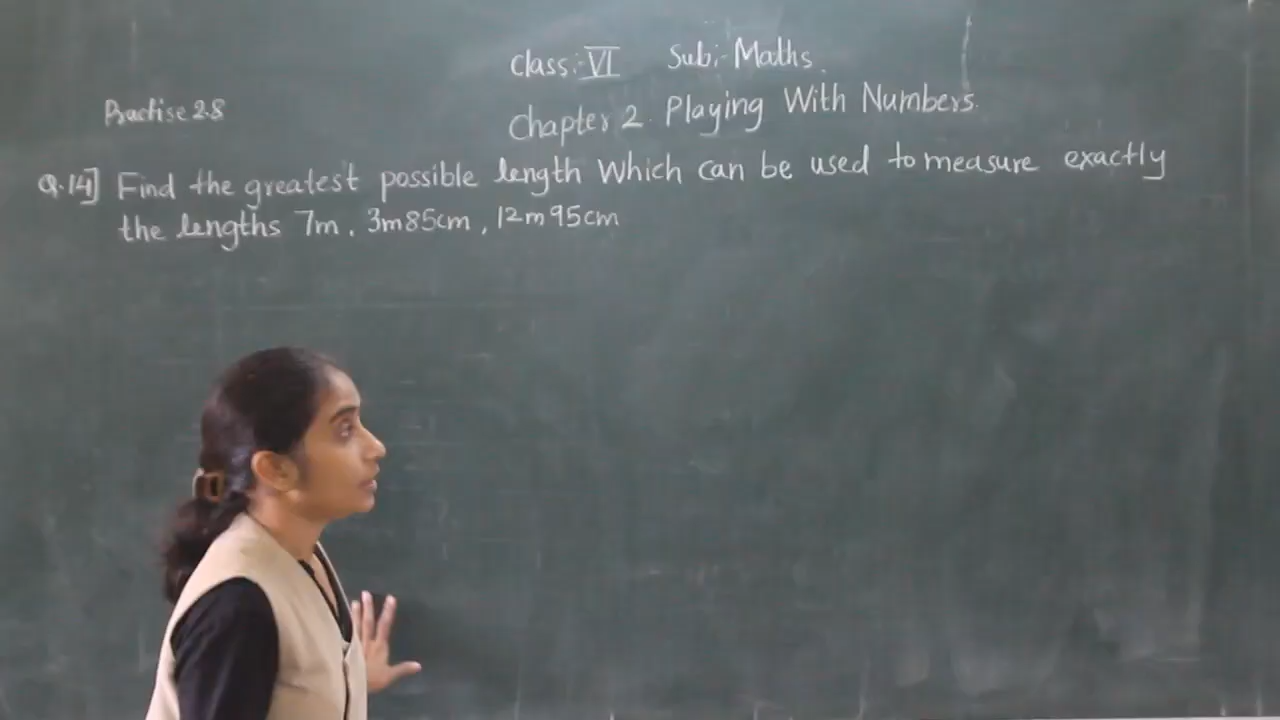 Class:- VI Sub:- Maths.
Practise 2.8
Chapter 2. Playing With Numbers.
Q.14] Find the greatest possible length Which can be used to measure exactly
the lengths 7m, 3m85cm, 12m95cm